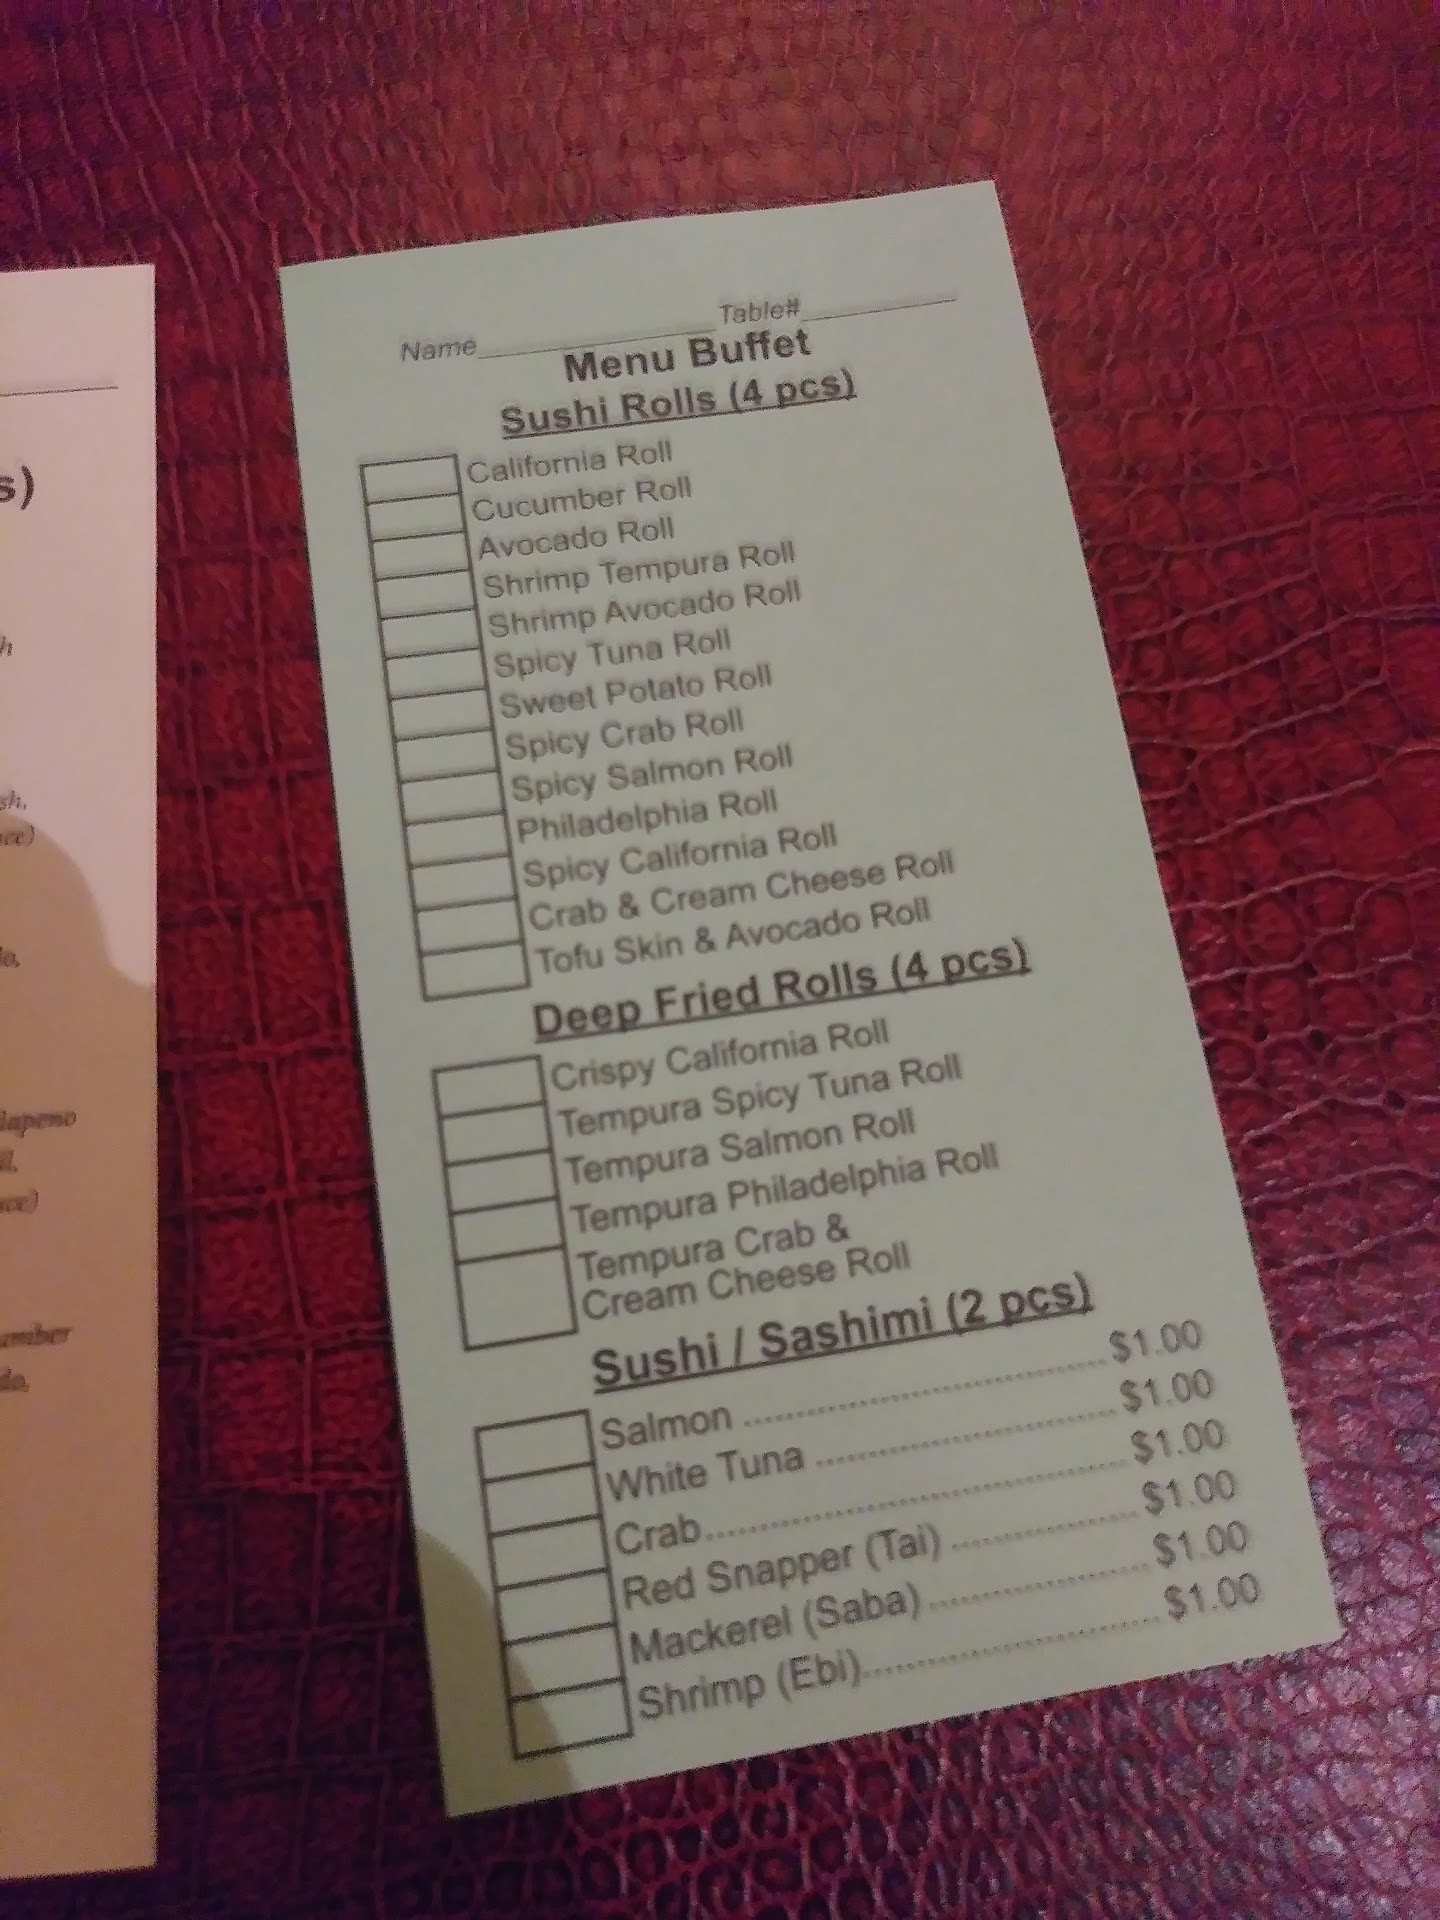 s)
h
sh,
ce)
lapeno
umber
Name Table#
Menu Buffet
Sushi Rolls (4 pcs)
California Roll
Cucumber Roll
Avocado Roll
Shrimp Tempura Roll
Shrimp Avocado Roll
Spicy Tuna Roll
Sweet Potato Roll
Spicy Crab Roll
Spicy Salmon Roll
Philadelphia Roll
Spicy California Roll
Crab & Cream Cheese Roll
Tofu Skin & Avocado Roll
Deep Fried Rolls (4 pcs)
Crispy California Roll
Tempura Spicy Tuna Roll
Tempura Salmon Roll
Tempura Philadelphia Roll
Tempura Crab &
Cream Cheese Roll
Sushi / Sashimi (2 pcs)
Salmon $1.00
White Tuna $1.00
Crab $1.00
Red Snapper (Tai) $1.00
Mackerel (Saba) $1.00
Shrimp (Ebi) $1.00